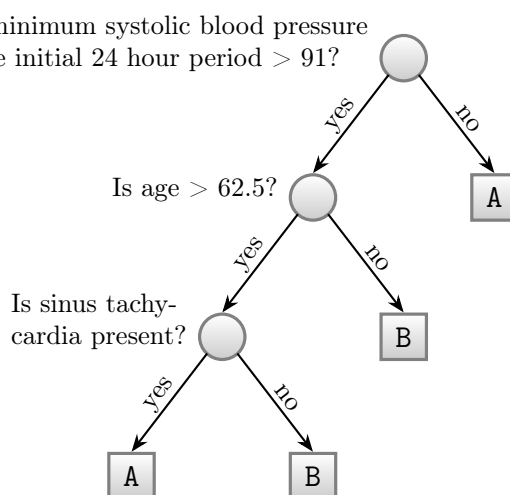 minimum systolic blood pressure
initial 24 hour period > 91?
yes
no
Is age > 62.5?
A
yes
no
Is sinus tachy-
cardia present?
B
yes
no
A
B